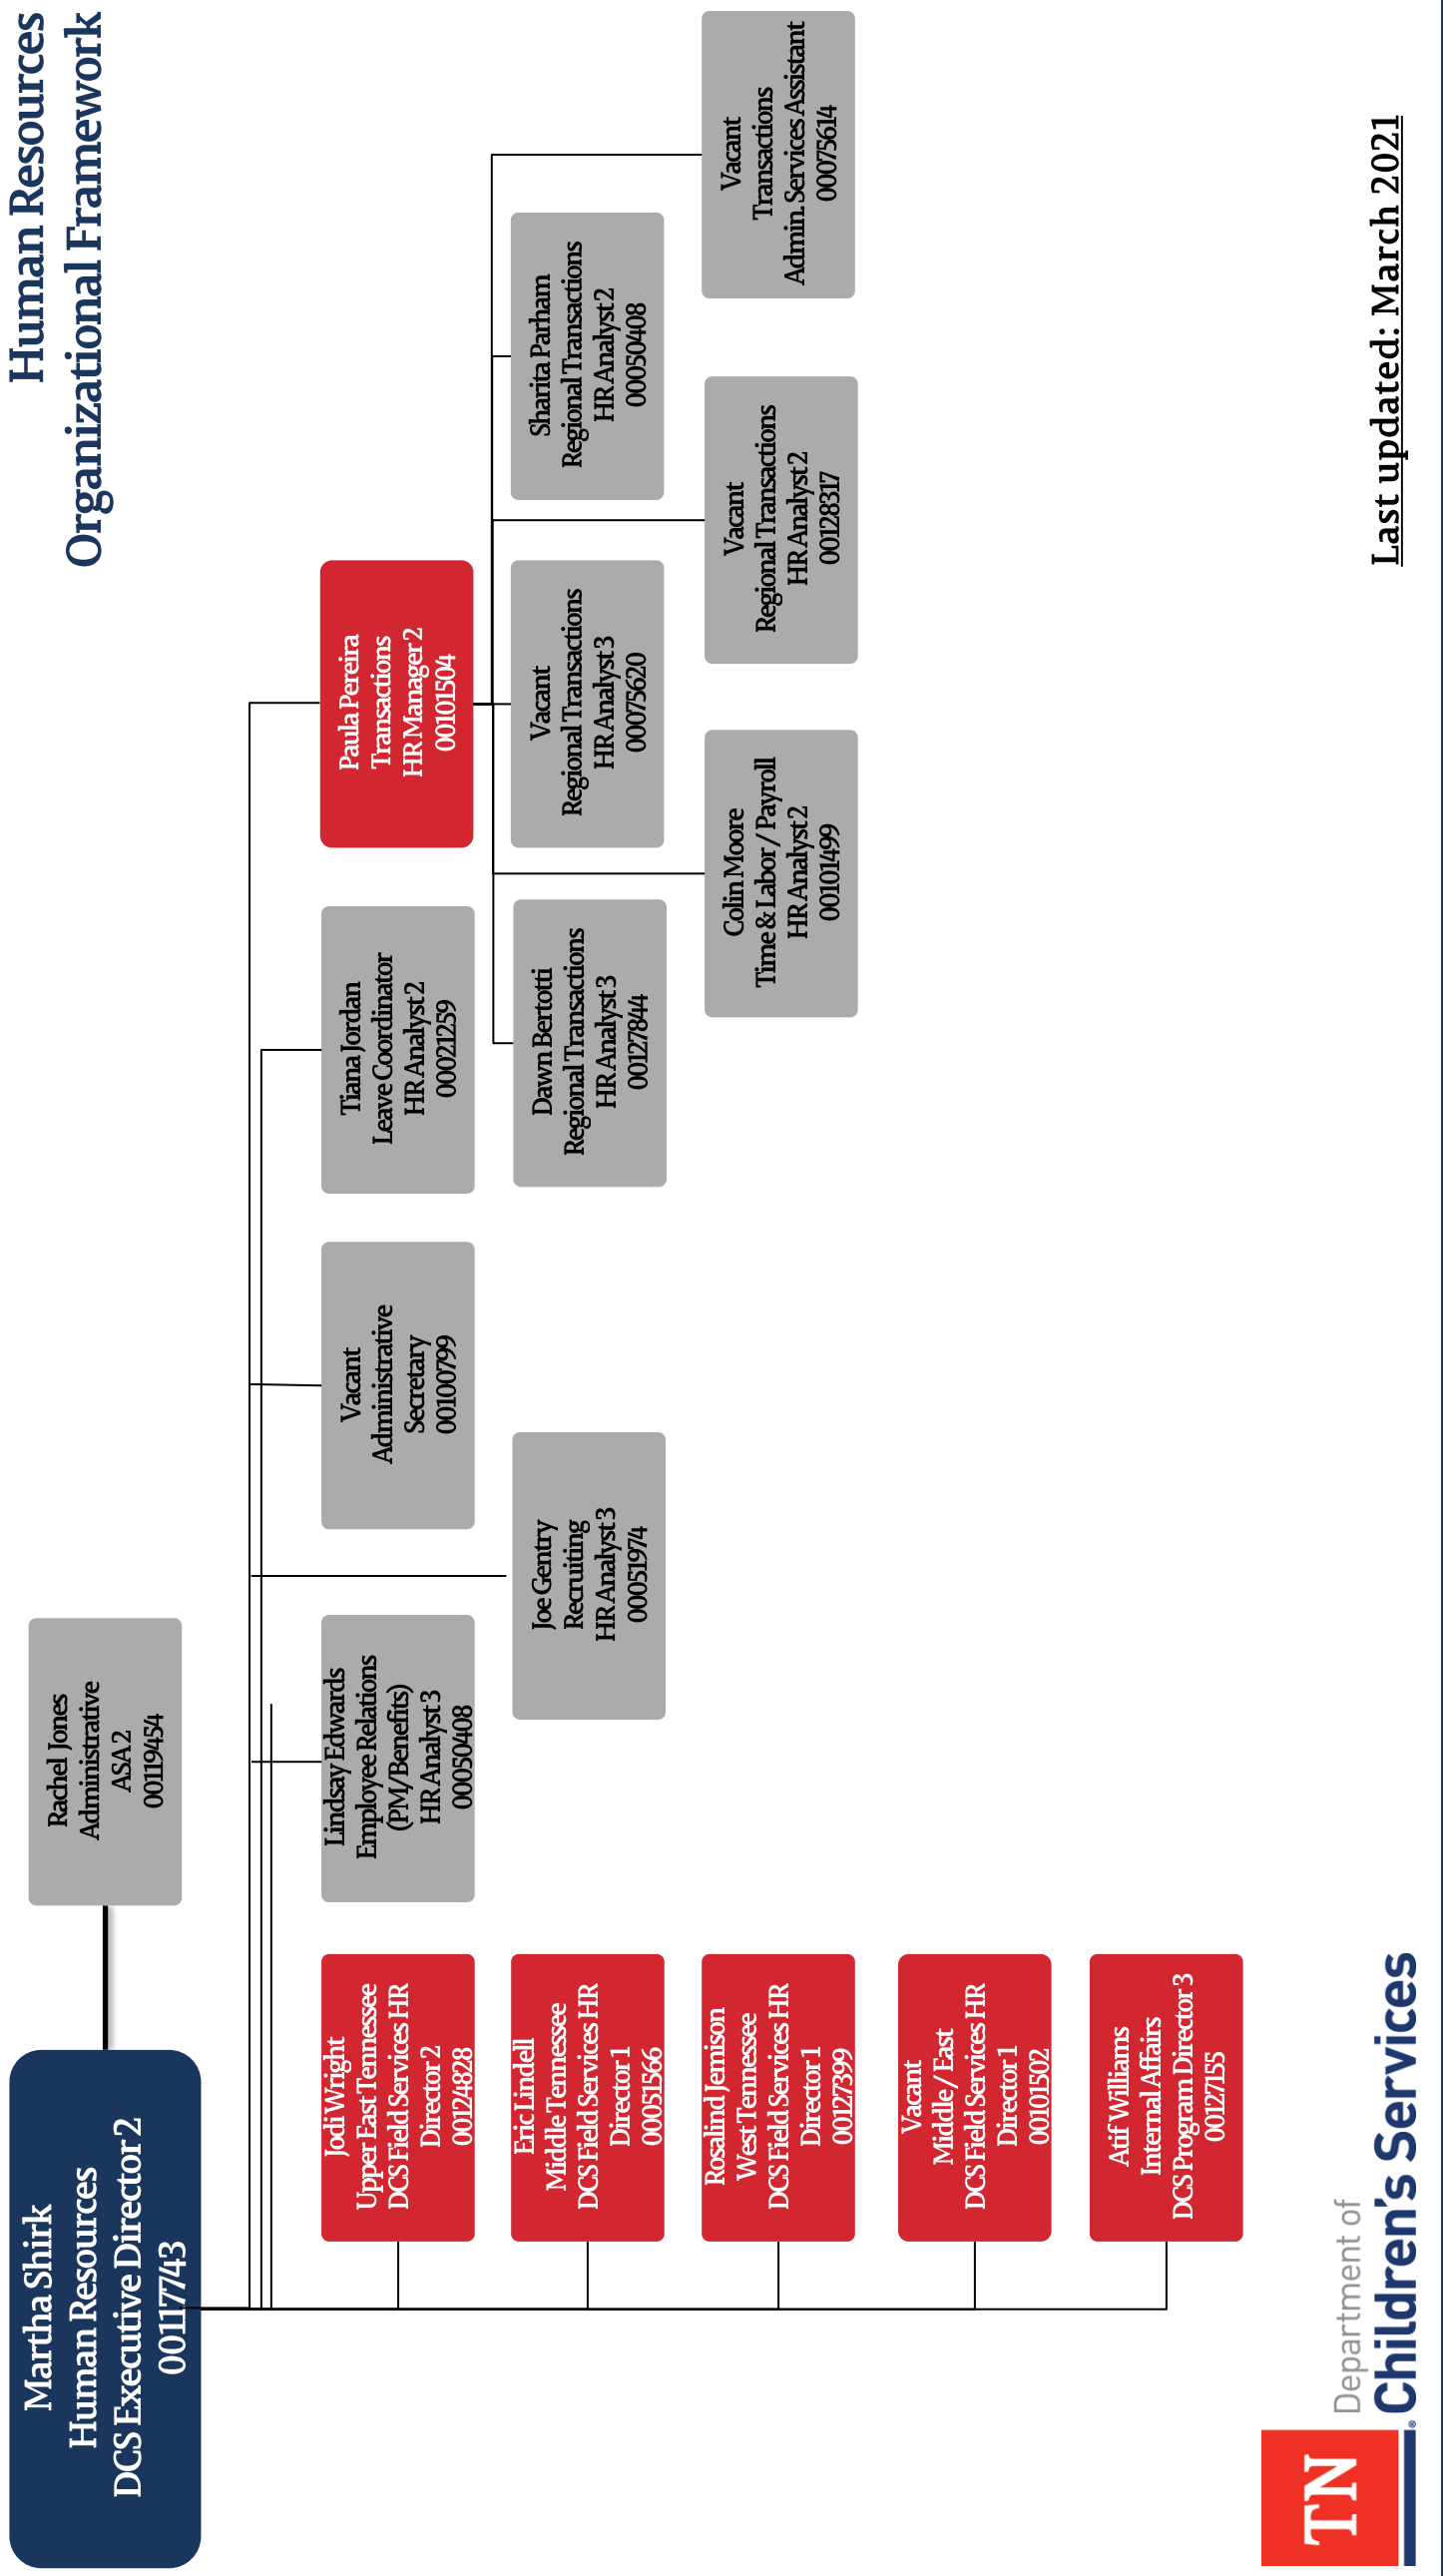 Human Resources
Organizational Framework
Martha Shirk
Human Resources
DCS Executive Director 2
00117743
Rachel Jones
Administrative
ASA 2
00119454
Jodi Wright
Upper East Tennessee
DCS Field Services HR
Director 2
00124828
Lindsay Edwards
Employee Relations
(PM/Benefits)
HR Analyst 3
00050408
Vacant
Administrative
Secretary
00100799
Tiana Jordan
Leave Coordinator
HR Analyst 2
00021259
Paula Pereira
Transactions
HR Manager 2
00101504
Eric Lindell
Middle Tennessee
DCS Field Services HR
Director 1
00051566
Joe Gentry
Recruiting
HR Analyst 3
00051974
Dawn Bertotti
Regional Transactions
HR Analyst 3
00127844
Vacant
Regional Transactions
HR Analyst 3
00075620
Sharita Parham
Regional Transactions
HR Analyst 2
00050408
Rosalind Jemison
West Tennessee
DCS Field Services HR
Director 1
00127399
Colin Moore
Time & Labor / Payroll
HR Analyst 2
00101499
Vacant
Regional Transactions
HR Analyst 2
00128317
Vacant
Transactions
Admin. Services Assistant
00075614
Vacant
Middle / East
DCS Field Services HR
Director 1
00101502
Atif Williams
Internal Affairs
DCS Program Director 3
00127155
TN
Department of
Children's Services
Last updated: March 2021